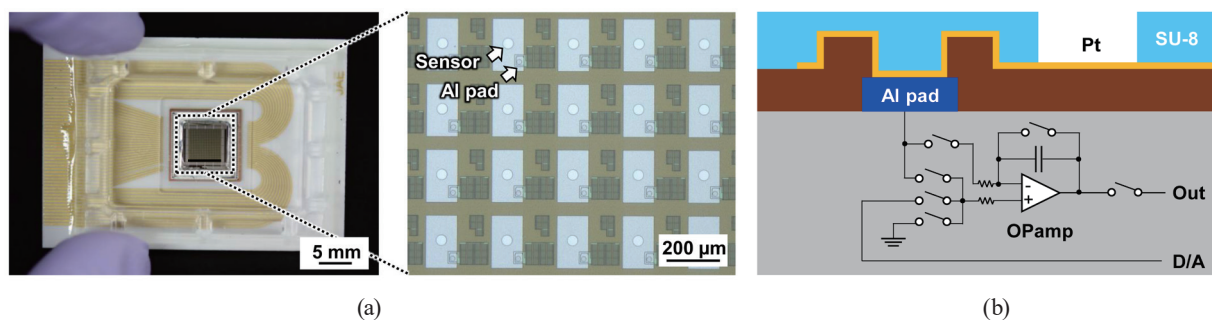 Sensor
Al pad
5 mm
200 μm
(a)
Pt
SU-8
Al pad
-
+
OPamp
Out
D/A
(b)